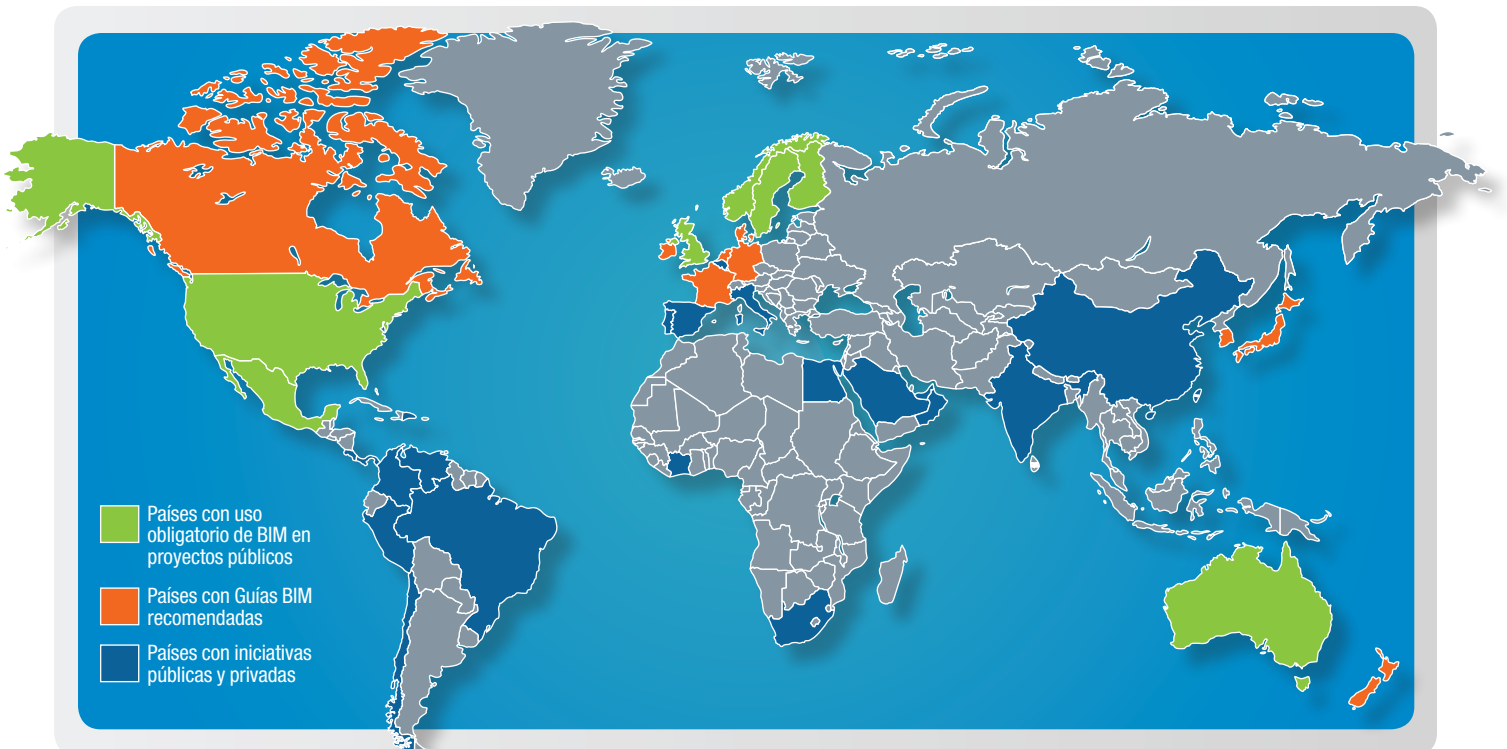 Países con uso
obligatorio de BIM en
proyectos públicos
Países con Guías BIM
recomendadas
Países con iniciativas
públicas y privadas